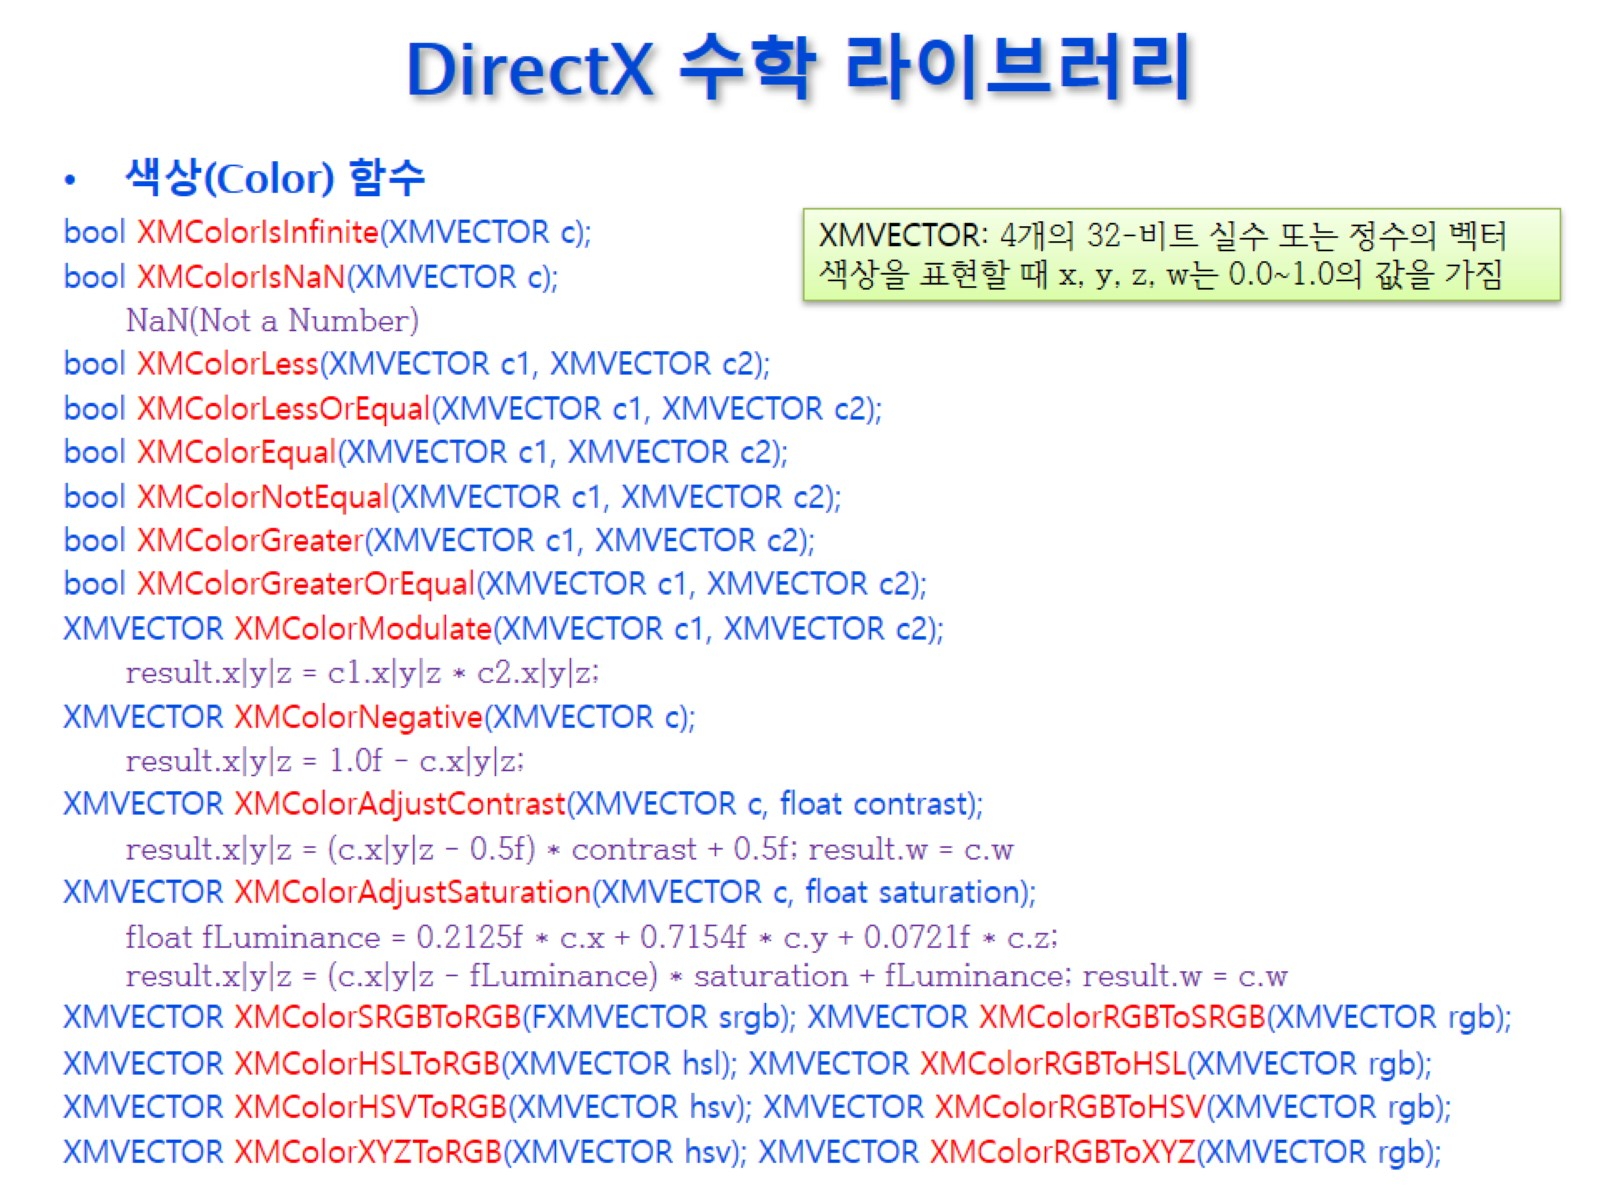 DirectX 수학 라이브러리
• 색상(Color) 함수
bool XMColorIsInfinite(XMVECTOR c);
XMVECTOR: 4개의 32-비트 실수 또는 정수의 벡터
색상을 표현할 때 x, y, z, w는 0.0~1.0의 값을 가짐
bool XMColorIsNaN(XMVECTOR c);
NaN(Not a Number)
bool XMColorLess(XMVECTOR c1, XMVECTOR c2);
bool XMColorLessOrEqual(XMVECTOR c1, XMVECTOR c2);
bool XMColorEqual(XMVECTOR c1, XMVECTOR c2);
bool XMColorNotEqual(XMVECTOR c1, XMVECTOR c2);
bool XMColorGreater(XMVECTOR c1, XMVECTOR c2);
bool XMColorGreaterOrEqual(XMVECTOR c1, XMVECTOR c2);
XMVECTOR XMColorModulate(XMVECTOR c1, XMVECTOR c2);
result.x|y|z = c1.x|y|z * c2.x|y|z;
XMVECTOR XMColorNegative(XMVECTOR c);
result.x|y|z = 1.0f - c.x|y|z;
XMVECTOR XMColorAdjustContrast(XMVECTOR c, float contrast);
result.x|y|z = (c.x|y|z - 0.5f) * contrast + 0.5f; result.w = c.w
XMVECTOR XMColorAdjustSaturation(XMVECTOR c, float saturation);
float fLuminance = 0.2125f * c.x + 0.7154f * c.y + 0.0721f * c.z;
result.x|y|z = (c.x|y|z - fLuminance) * saturation + fLuminance; result.w = c.w
XMVECTOR XMColorSRGBToRGB(FXMVECTOR srgb); XMVECTOR XMColorRGBToSRGB(XMVECTOR rgb);
XMVECTOR XMColorHSLToRGB(XMVECTOR hsl); XMVECTOR XMColorRGBToHSL(XMVECTOR rgb);
XMVECTOR XMColorHSVToRGB(XMVECTOR hsv); XMVECTOR XMColorRGBToHSV(XMVECTOR rgb);
XMVECTOR XMColorXYZToRGB(XMVECTOR hsv); XMVECTOR XMColorRGBToXYZ(XMVECTOR rgb);